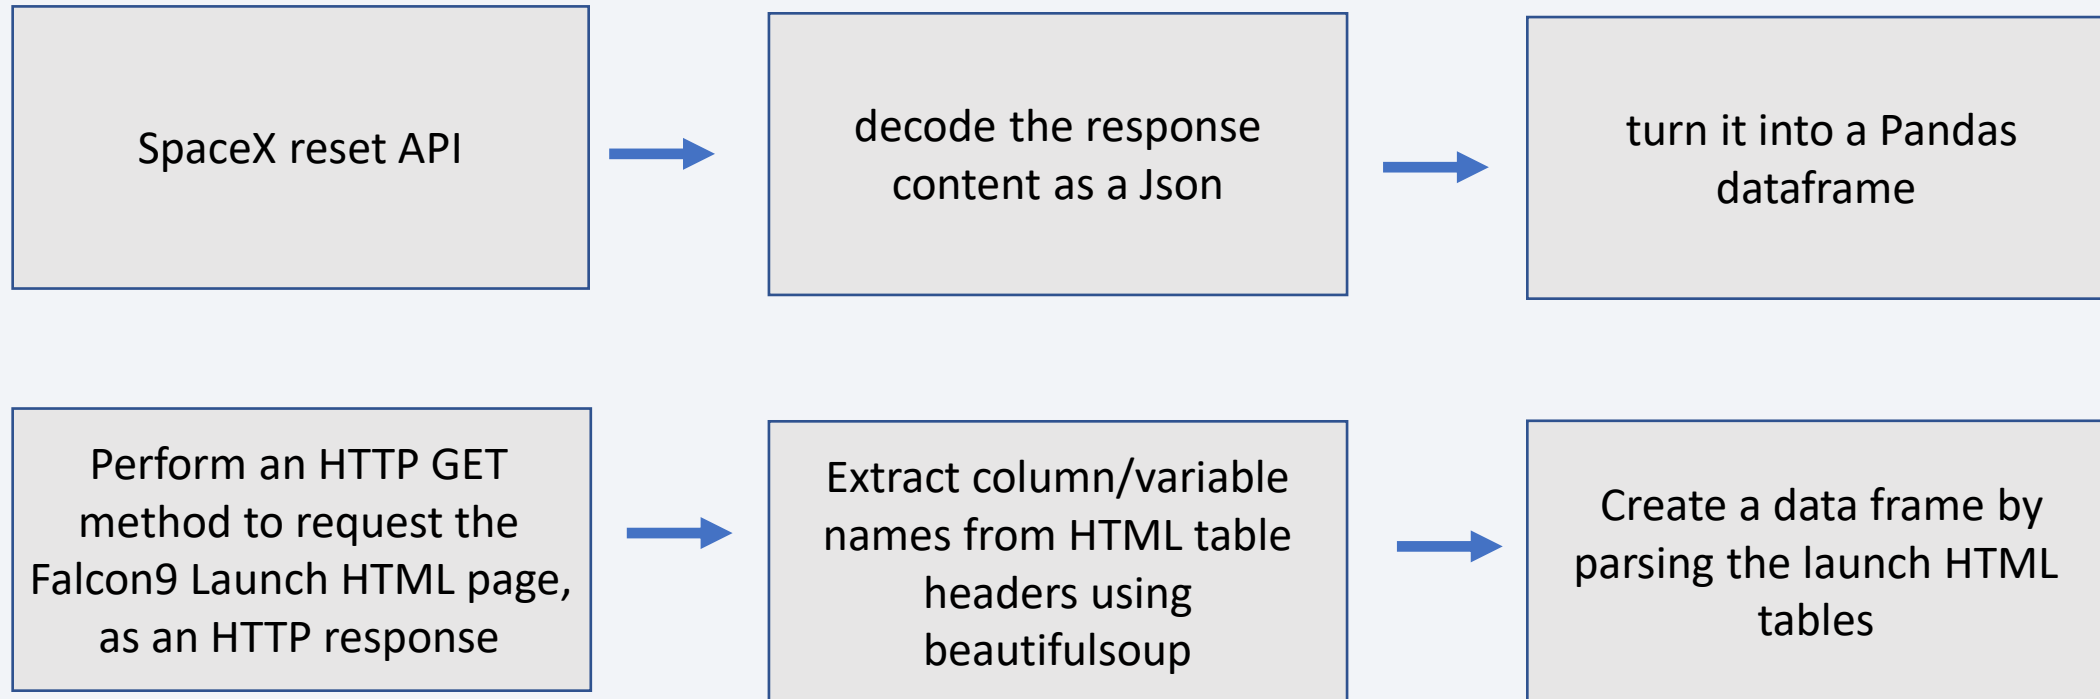 SpaceX reset API
decode the response
content as a Json
turn it into a Pandas
dataframe
Perform an HTTP GET
method to request the
Falcon9 Launch HTML page,
as an HTTP response
Extract column/variable
names from HTML table
headers using
beautifulsoup
Create a data frame by
parsing the launch HTML
tables